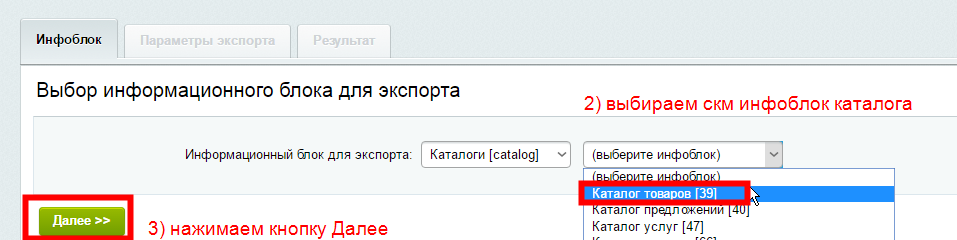 Инфоблок Параметры экспорта Результат
Выбор информационного блока для экспорта
2) выбираем скм инфоблок каталога
Информационный блок для экспорта: Каталоги [catalog] (выберите инфоблок)
(выберите инфоблок)
Каталог товаров [39]
Каталог предложений [40]
Каталог услуг [47]
Далее >>
3) нажимаем кнопку Далее